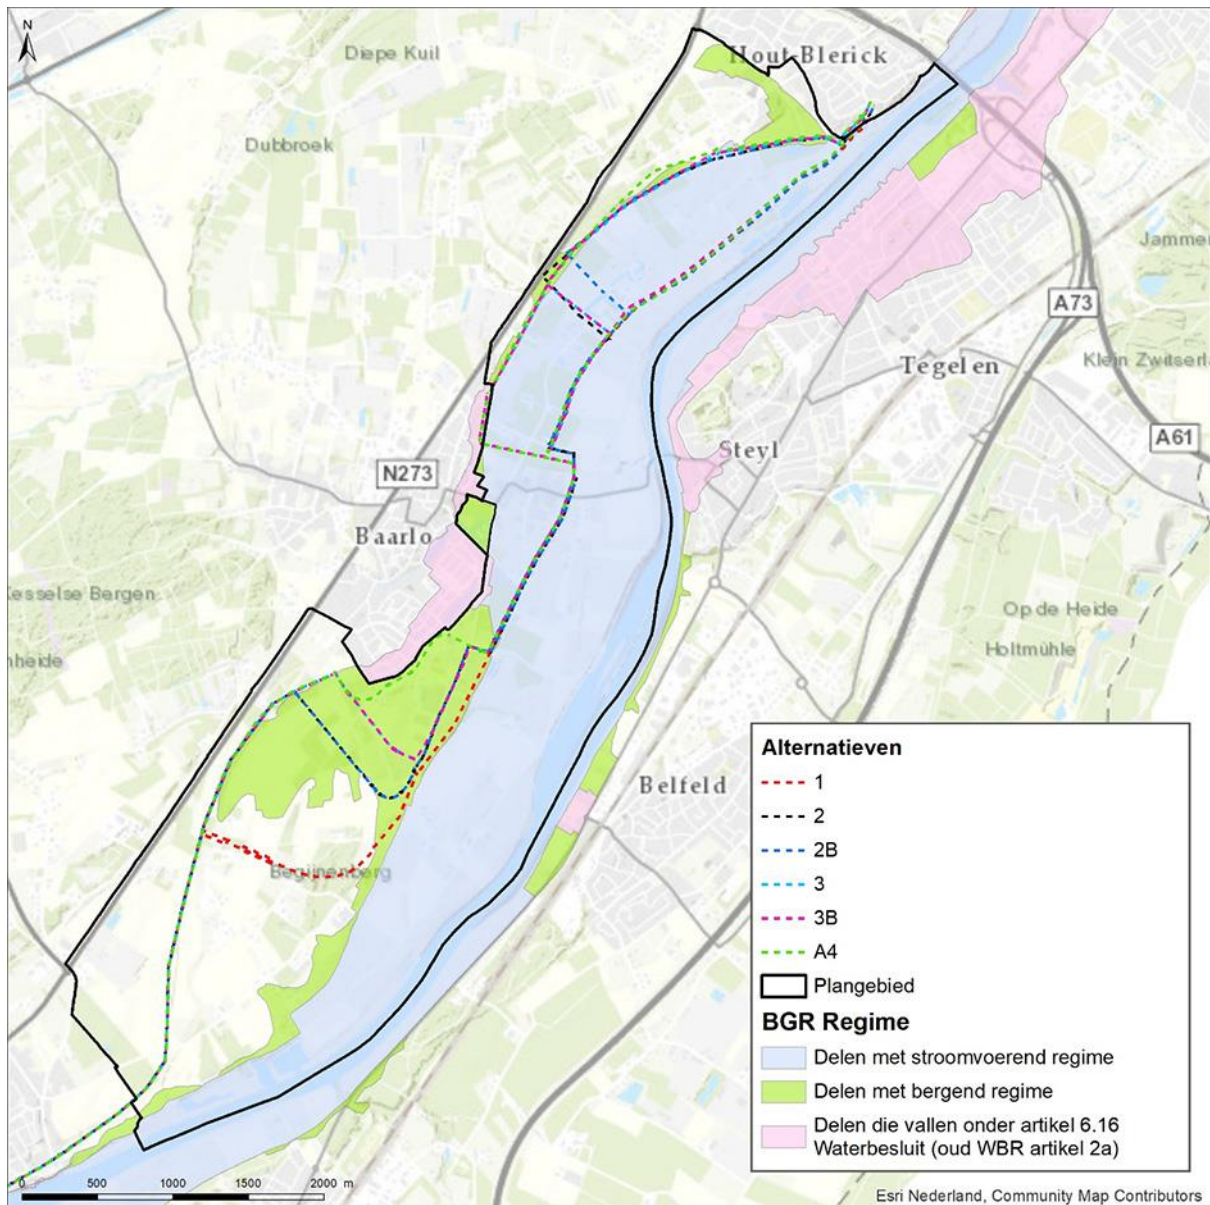 N
Diepe Kuil
Hout-Blerick
Dubbroek
Jammer
A73
Klein Zwitserla
Tegelen
A61
Steyl
N273
Baarlo
Kesselse Bergen
Op de Heide
Holtmühle
nheide
Belfeld
Begijnenberg
Alternatieven
1
2
2B
3
3B
A4
Plangebied
BGR Regime
Delen met stroomvoerend regime
Delen met bergend regime
Delen die vallen onder artikel 6.16
Waterbesluit (oud WBR artikel 2a)
0 500 1000 1500 2000 m
Esri Nederland, Community Map Contributors